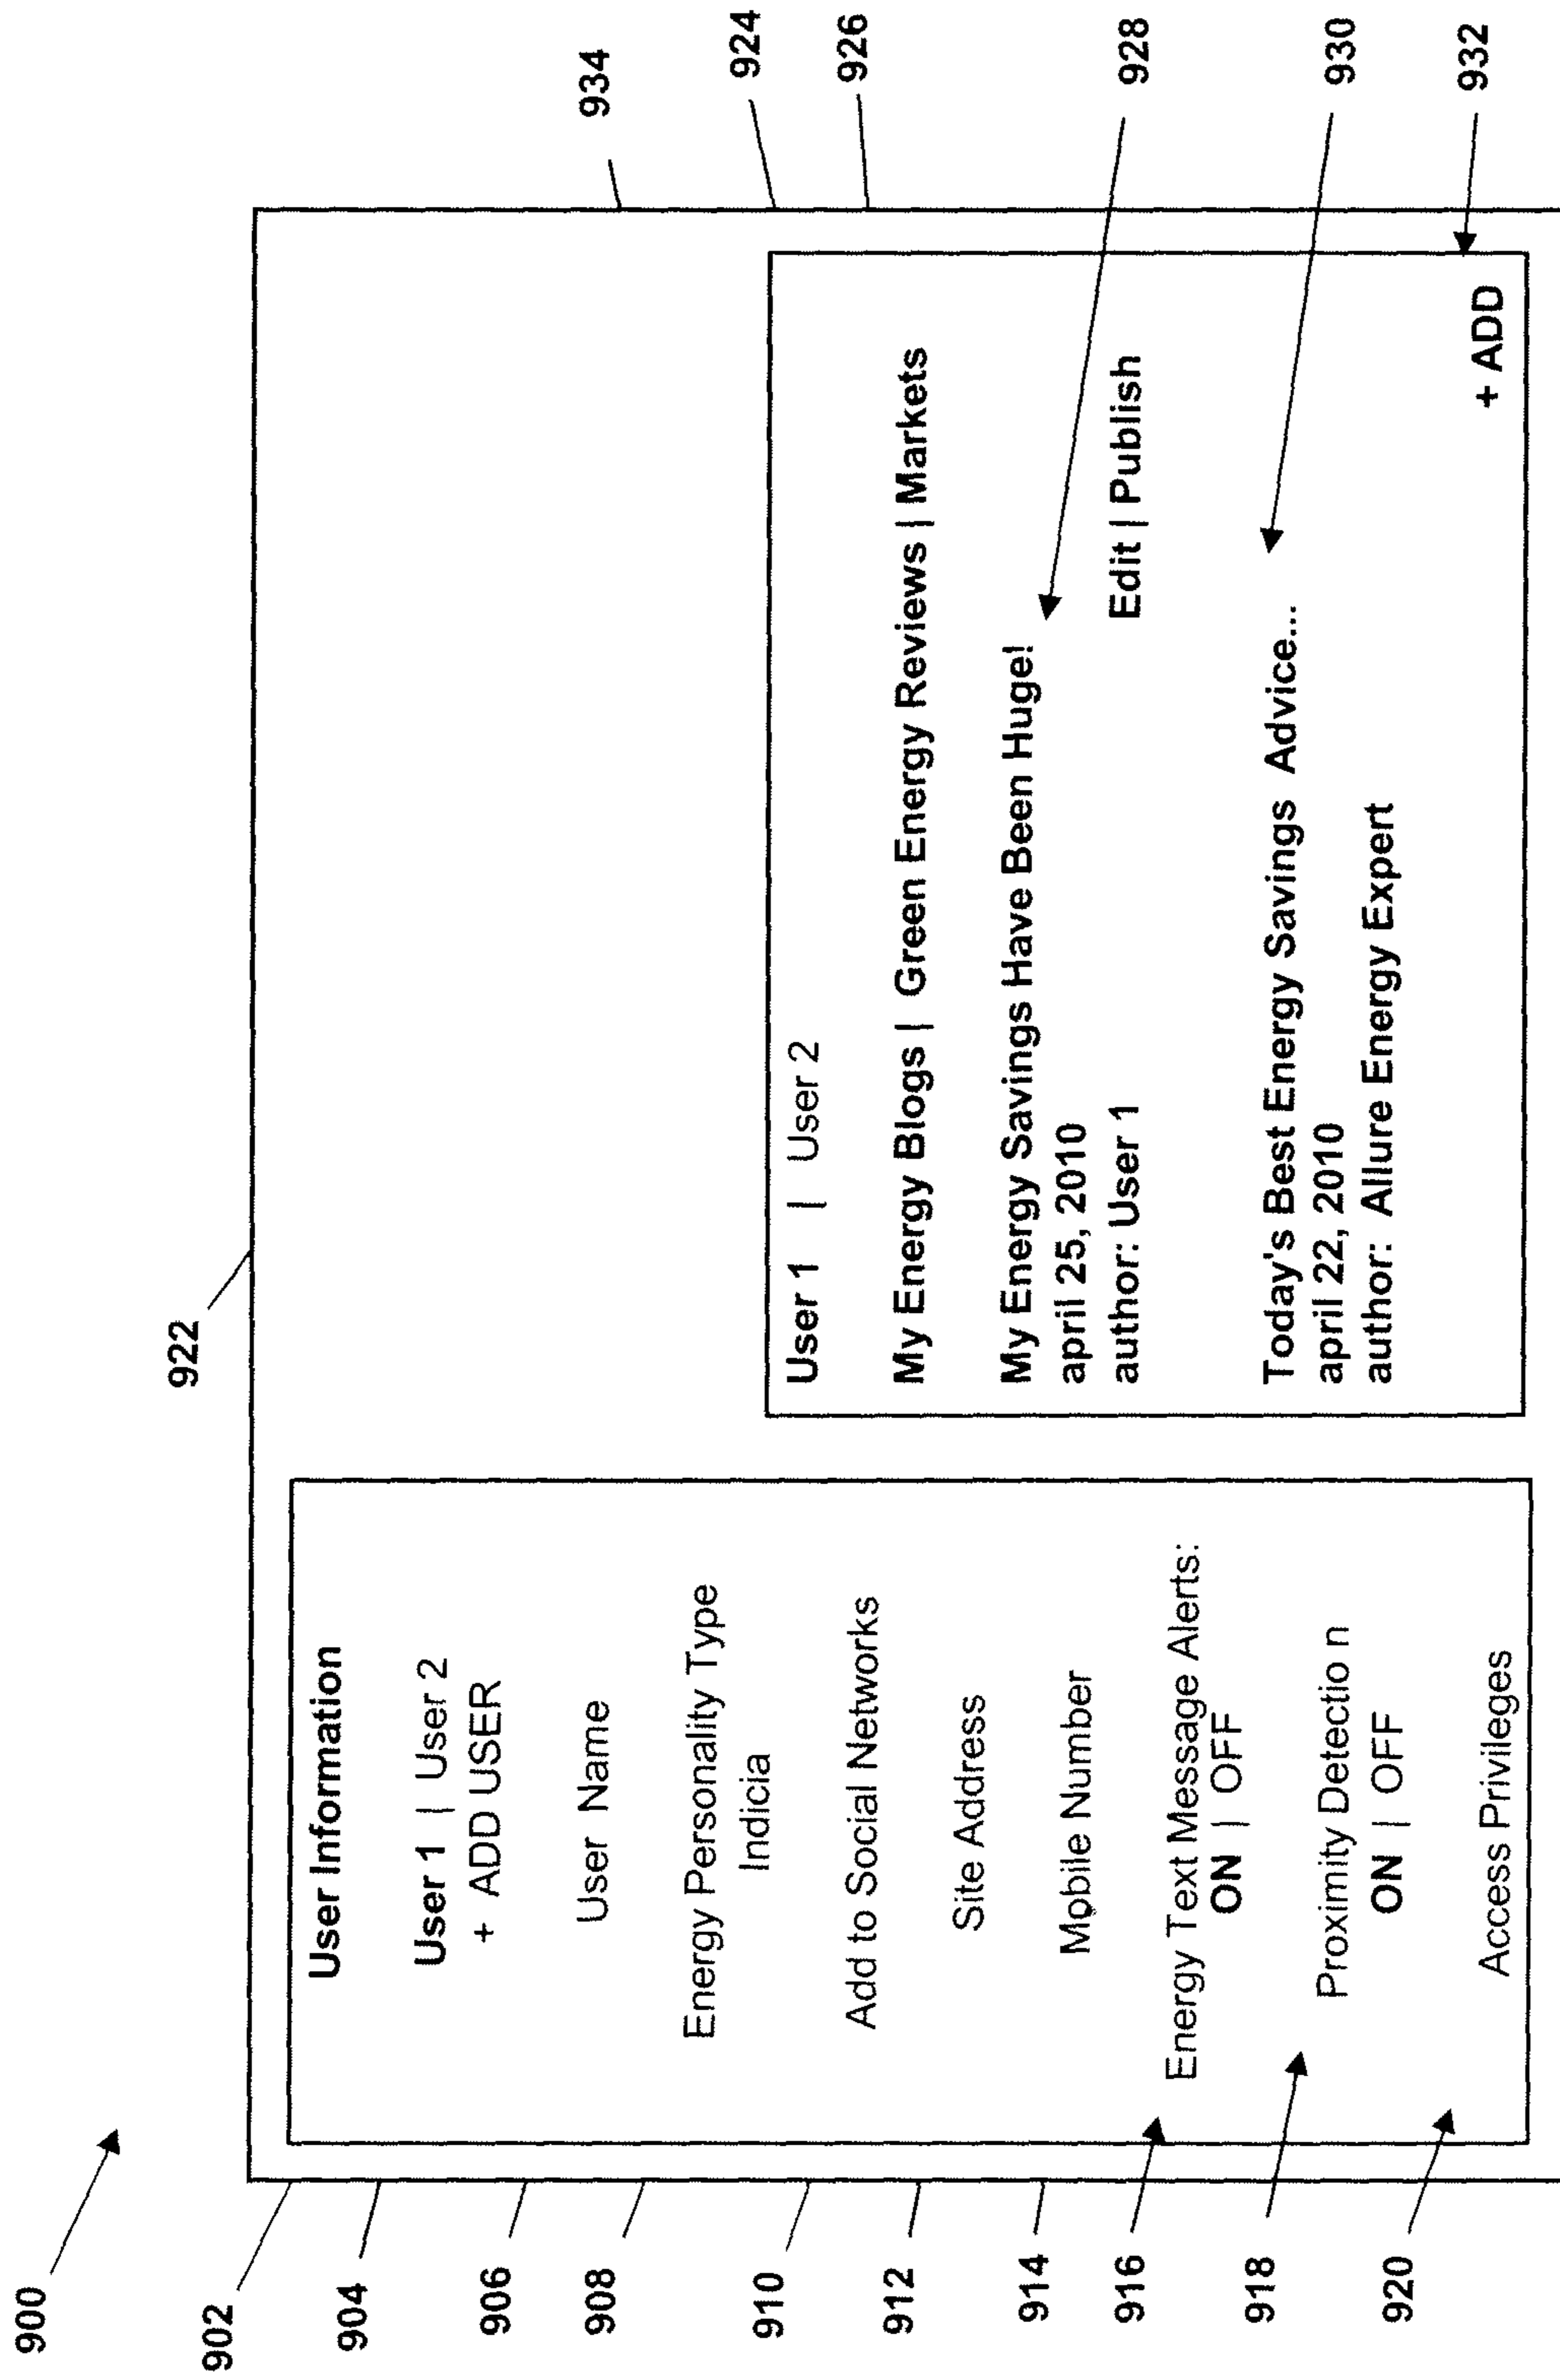 900
922
902
904
906
908
910
912
914
916
918
920
User Information
User 1 | User 2
+ ADD USER
User Name
Energy Personality Type
Indicia
Add to Social Networks
Site Address
Mobile Number
Energy Text Message Alerts:
ON | OFF
Proximity Detectio n
ON | OFF
Access Privileges
User 1 | User 2
My Energy Blogs | Green Energy Reviews | Markets
My Energy Savings Have Been Huge!
april 25, 2010
author: User 1 Edit | Publish
Today's Best Energy Savings Advice...
april 22, 2010
author: Allure Energy Expert
+ ADD
934
924
926
928
930
932